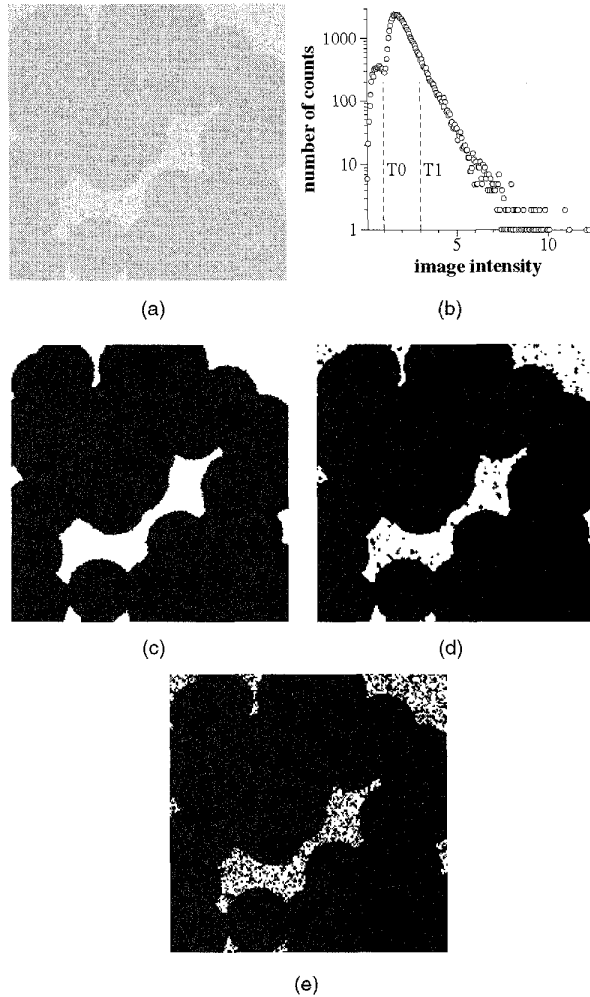 number of counts
1000
100
10
1
T0
T1
5
10
image intensity
(a)
(b)
(c)
(d)
(e)